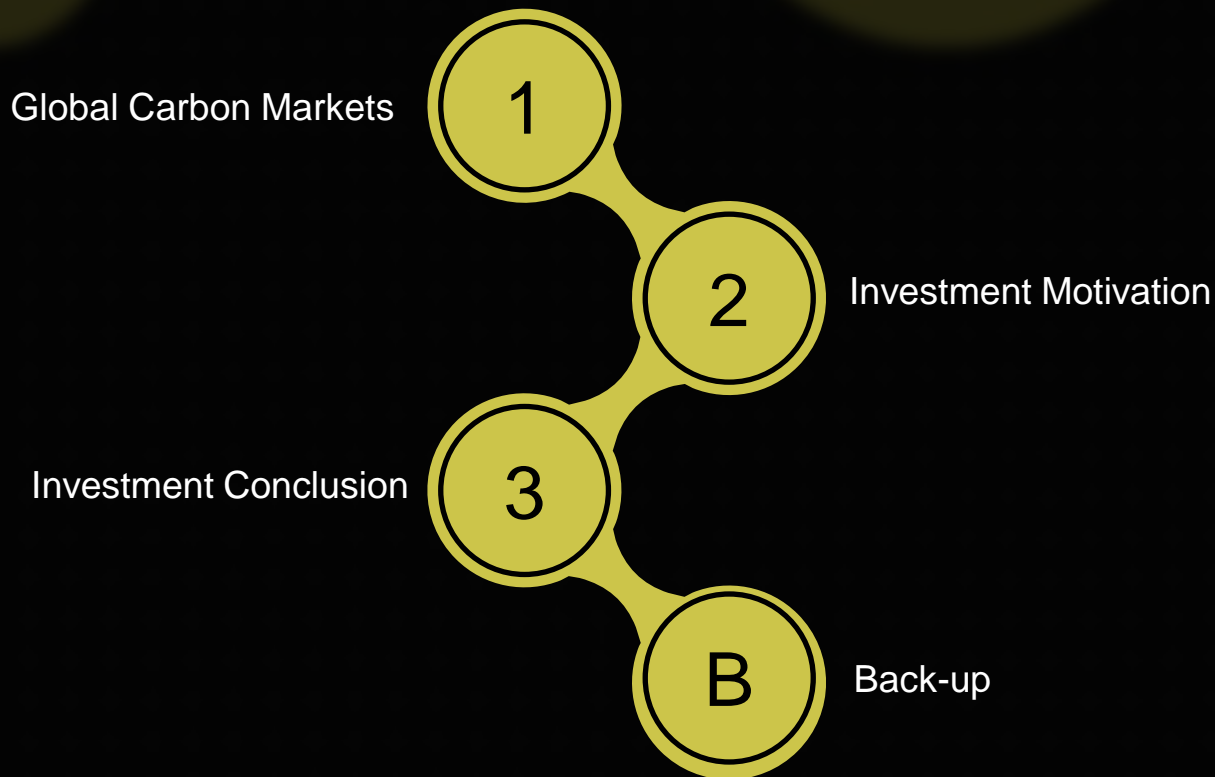 1
Global Carbon Markets
2
Investment Motivation
3
Investment Conclusion
B
Back-up